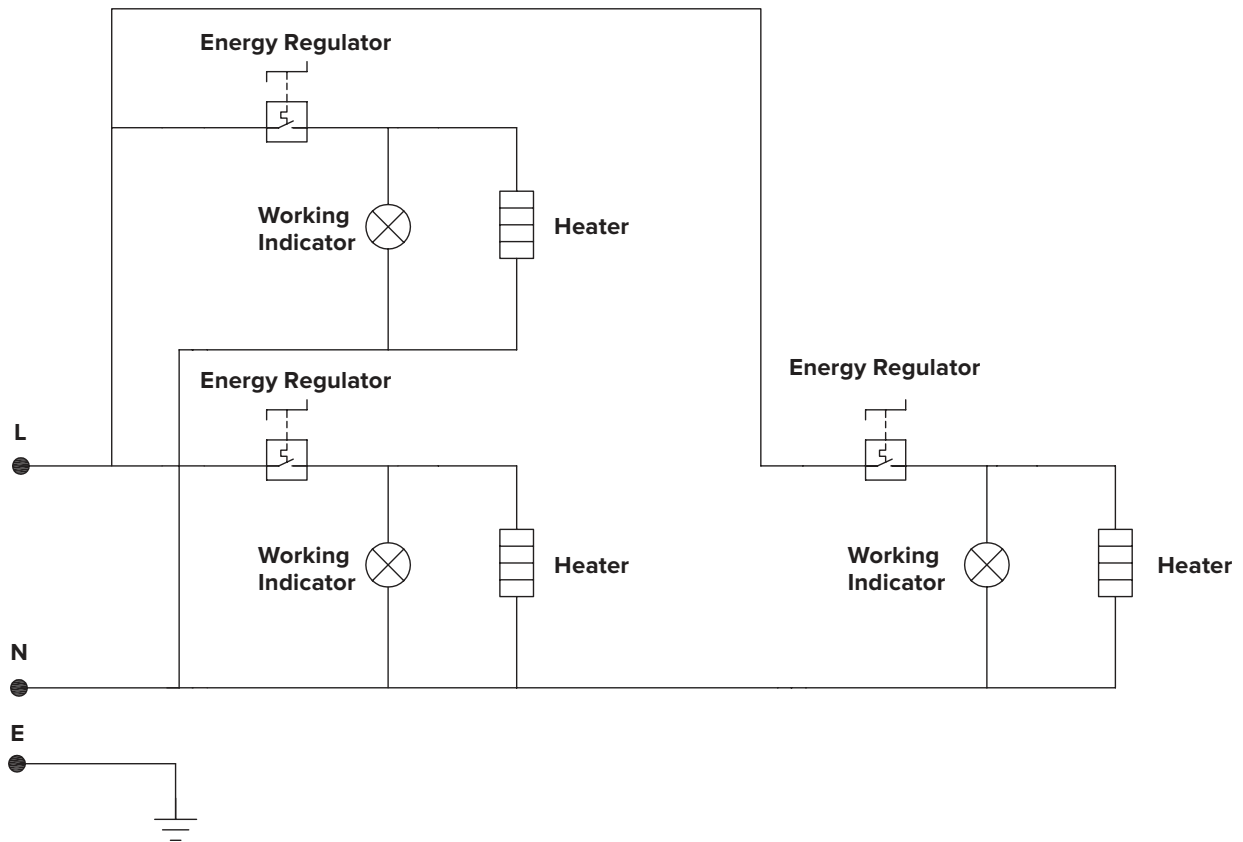 Energy Regulator
Working
Indicator
Heater
Energy Regulator
Energy Regulator
L
Working
Indicator
Heater
Working
Indicator
Heater
N
E